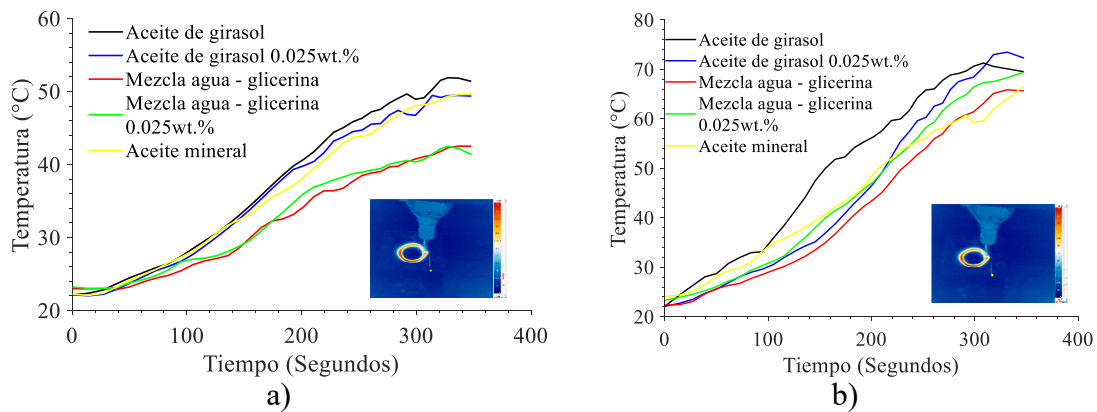 60
50
40
30
20
Temperatura (°C)
Aceite de girasol
Aceite de girasol 0.025wt.%
Mezcla agua - glicerina
Mezcla agua - glicerina
0.025wt.%
Aceite mineral
0
100
200
300
400
Tiempo (Segundos)
a)
80
70
60
50
40
30
20
Temperatura (°C)
Aceite de girasol
Aceite de girasol 0.025wt.%
Mezcla agua - glicerina
Mezcla agua - glicerina
0.025wt.%
Aceite mineral
0
100
200
300
400
Tiempo (Segundos)
b)